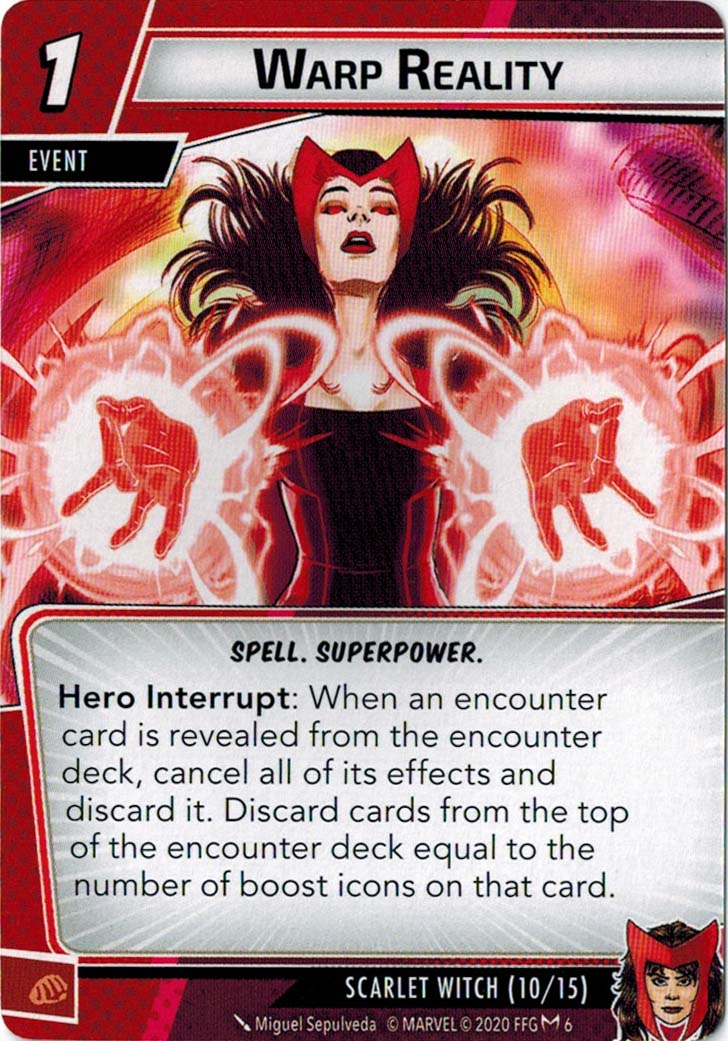 1
WARP REALITY
EVENT
SPELL. SUPERPOWER.
Hero Interrupt: When an encounter
card is revealed from the encounter
deck, cancel all of its effects and
discard it. Discard cards from the top
of the encounter deck equal to the
number of boost icons on that card.
SCARLET WITCH (10/15)
Miguel Sepulveda © MARVEL © 2020 FFG 6